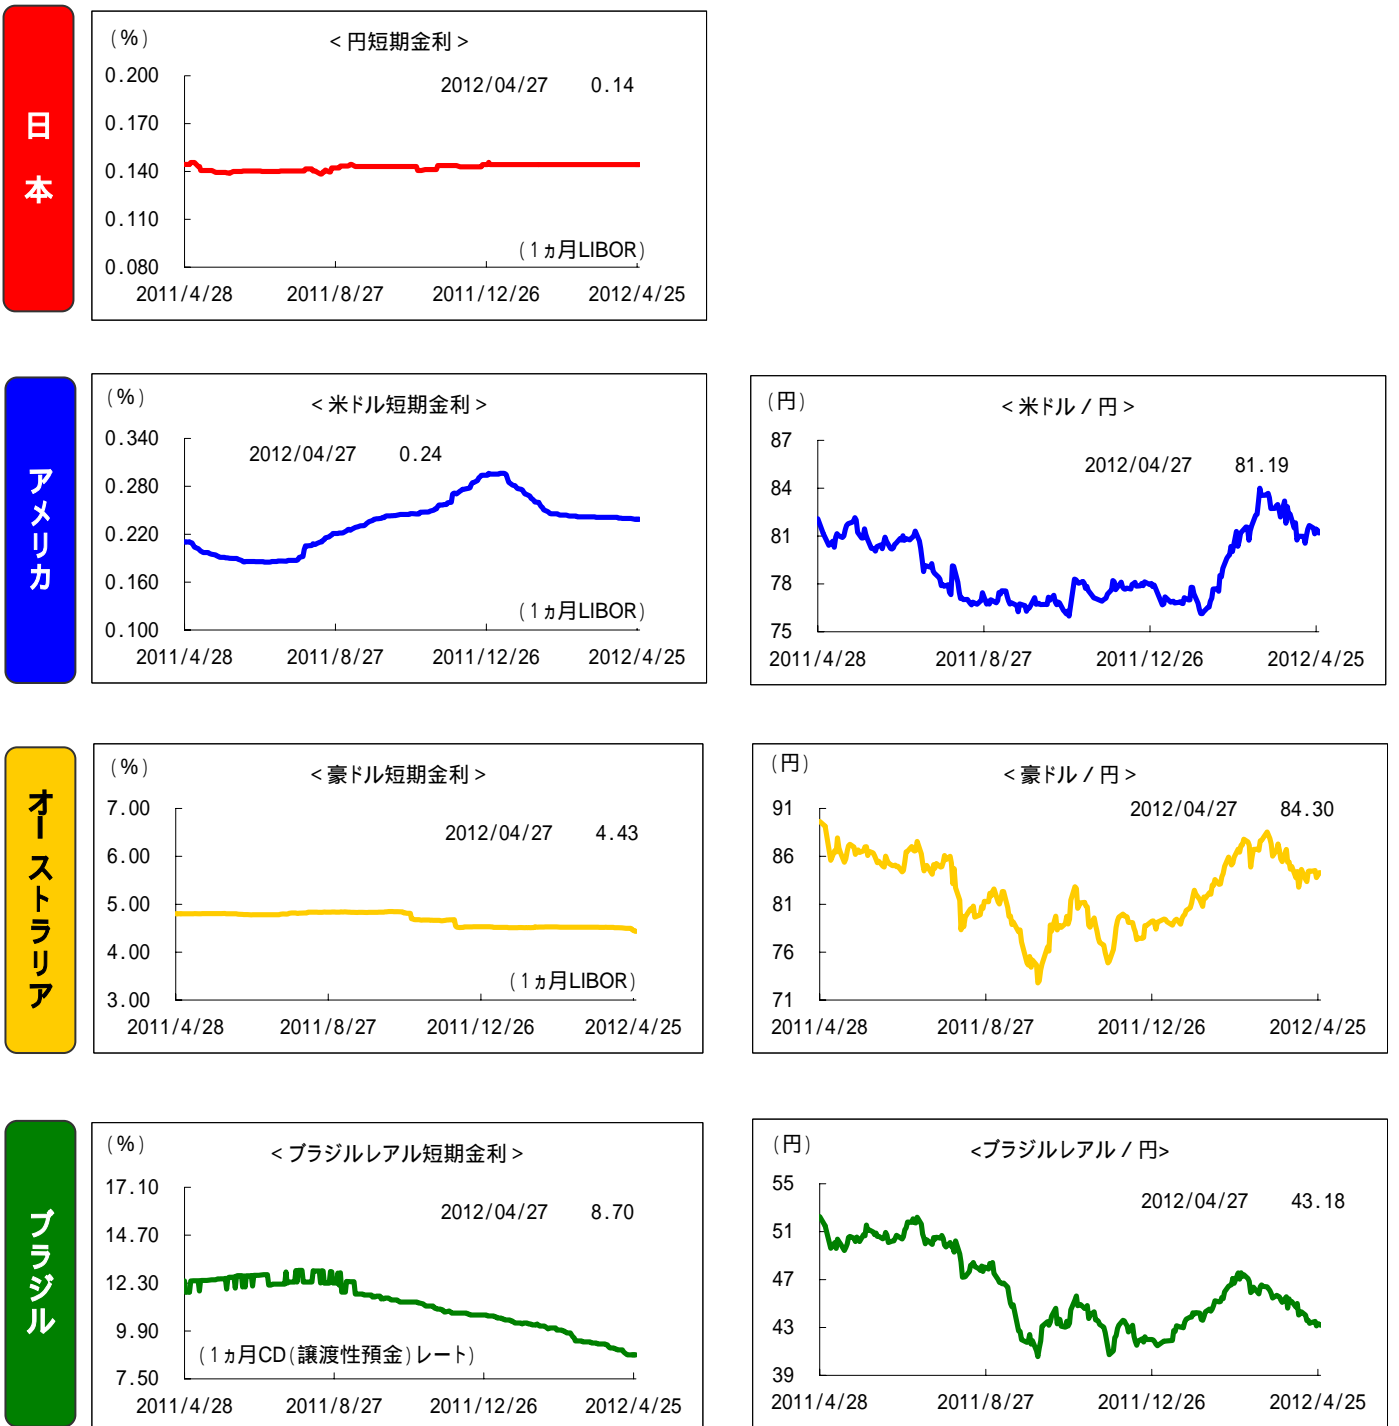 日本
(%)
<円短期金利>
2012/04/27 0.14
0.200
0.170
0.140
0.110
0.080
(1ヵ月LIBOR)
2011/4/28 2011/8/27 2011/12/26 2012/4/25
アメリカ
(%)
<米ドル短期金利>
2012/04/27 0.24
0.340
0.280
0.220
0.160
0.100
(1ヵ月LIBOR)
2011/4/28 2011/8/27 2011/12/26 2012/4/25
(円)
<米ドル/円>
2012/04/27 81.19
87
84
81
78
75
2011/4/28 2011/8/27 2011/12/26 2012/4/25
オーストラリア
(%)
<豪ドル短期金利>
2012/04/27 4.43
7.00
6.00
5.00
4.00
3.00
(1ヵ月LIBOR)
2011/4/28 2011/8/27 2011/12/26 2012/4/25
(円)
<豪ドル/円>
2012/04/27 84.30
91
86
81
76
71
2011/4/28 2011/8/27 2011/12/26 2012/4/25
ブラジル
(%)
<ブラジルレアル短期金利>
2012/04/27 8.70
17.10
14.70
12.30
9.90
7.50
(1ヵ月CD(譲渡性預金)レート)
2011/4/28 2011/8/27 2011/12/26 2012/4/25
(円)
<ブラジルレアル/円>
2012/04/27 43.18
55
51
47
43
39
2011/4/28 2011/8/27 2011/12/26 2012/4/25